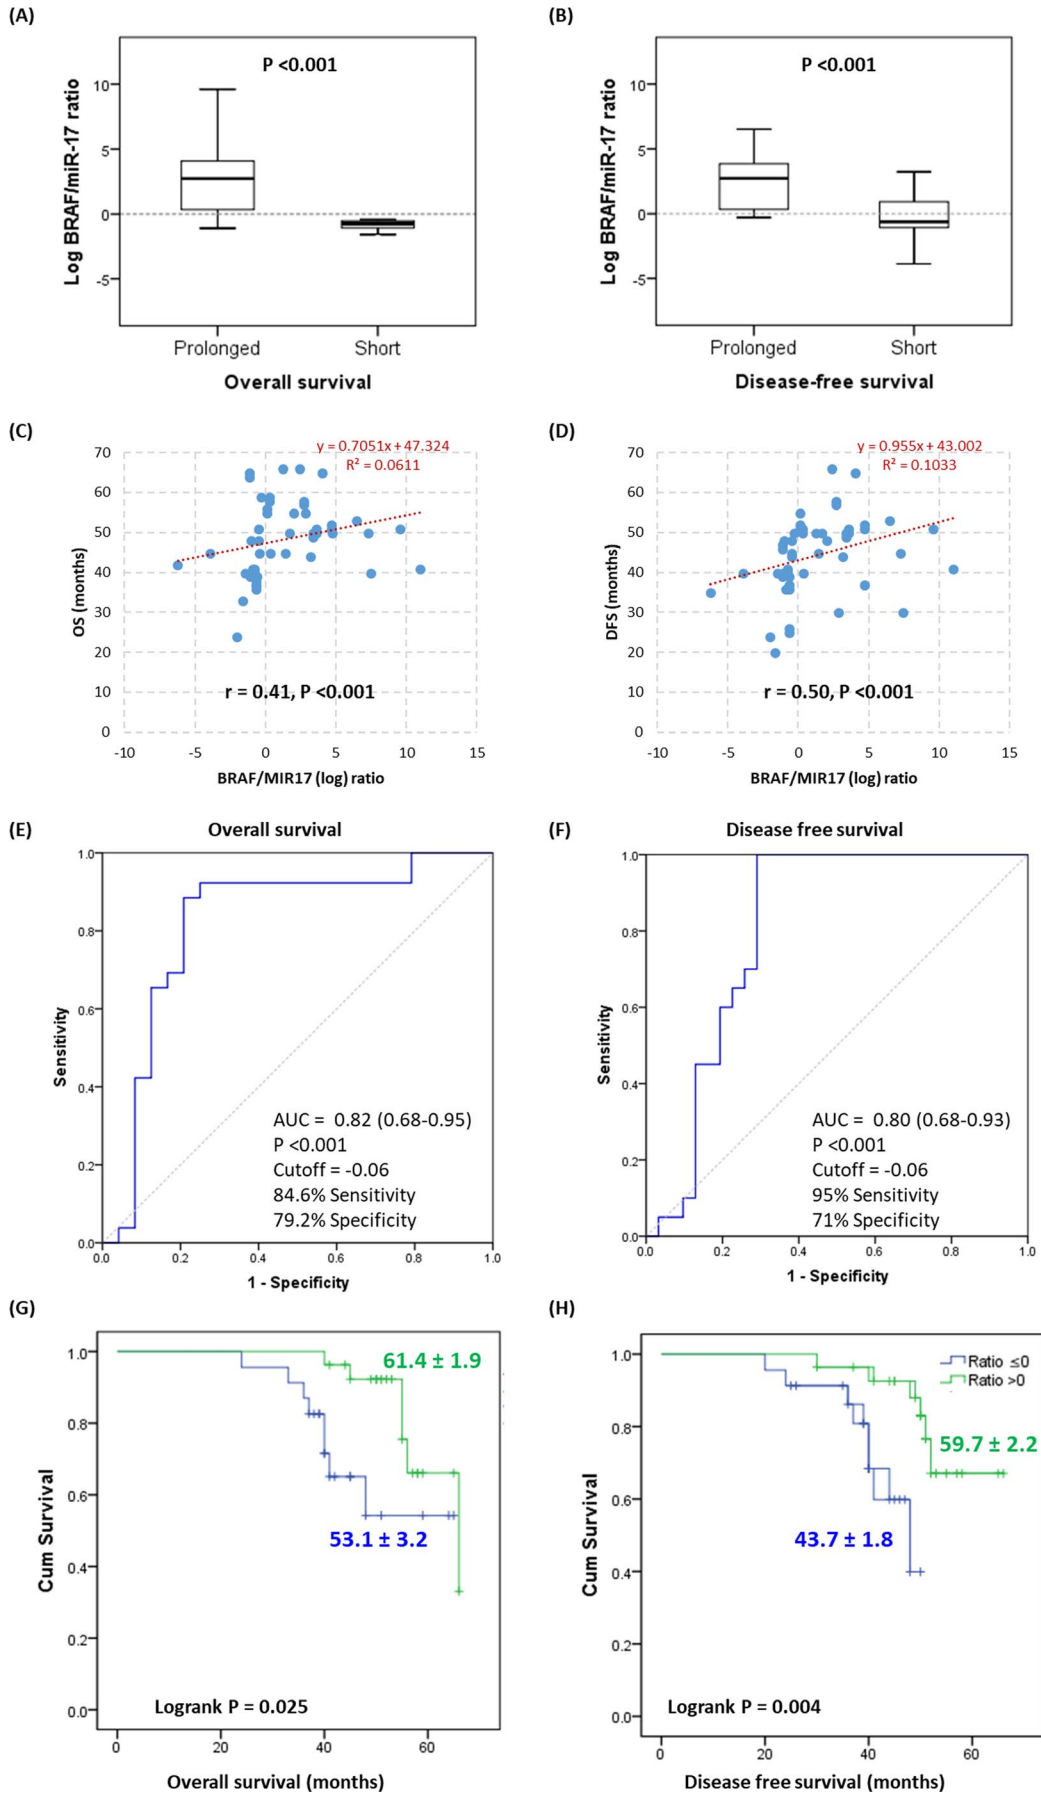 (A)
P <0.001
Log BRAF/miR-17 ratio
10
5
0
-5
Prolonged
Short
Overall survival
(B)
P <0.001
Log BRAF/miR-17 ratio
10
5
0
-5
Prolonged
Short
Disease-free survival
(C)
y = 0.7051x + 47.324
R² = 0.0611
OS (months)
70
60
50
40
30
20
10
0
r = 0.41, P <0.001
-10 -5 0 5 10 15
BRAF/MIR17 (log) ratio
(D)
y = 0.955x + 43.002
R² = 0.1033
DFS (months)
70
60
50
40
30
20
10
0
r = 0.50, P <0.001
-10 -5 0 5 10 15
BRAF/MIR17 (log) ratio
(E)
Overall survival
Sensitivity
1.0
0.8
0.6
0.4
0.2
0.0
AUC = 0.82 (0.68-0.95)
P <0.001
Cutoff = -0.06
84.6% Sensitivity
79.2% Specificity
0.0 0.2 0.4 0.6 0.8 1.0
1 - Specificity
(F)
Disease free survival
Sensitivity
1.0
0.8
0.6
0.4
0.2
0.0
AUC = 0.80 (0.68-0.93)
P <0.001
Cutoff = -0.06
95% Sensitivity
71% Specificity
0.0 0.2 0.4 0.6 0.8 1.0
1 - Specificity
(G)
Cum Survival
1.0
0.8
0.6
0.4
0.2
0.0
61.4 ± 1.9
53.1 ± 3.2
Logrank P = 0.025
0 20 40 60
Overall survival (months)
(H)
Cum Survival
1.0
0.8
0.6
0.4
0.2
0.0
Ratio ≤0
Ratio >0
59.7 ± 2.2
43.7 ± 1.8
Logrank P = 0.004
0 20 40 60
Disease free survival (months)